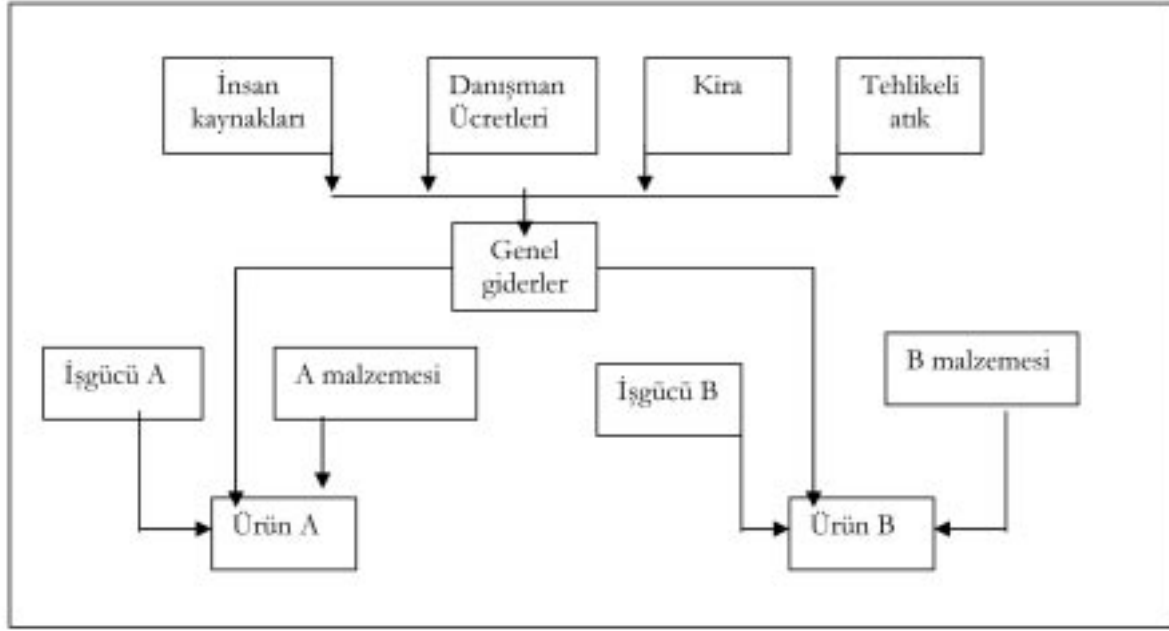 İnsan
kaynakları
Danışman
Ücretleri
Kira
Tehlikeli
atık
Genel
giderler
İşgücü A
A malzemesi
İşgücü B
B malzemesi
Ürün A
Ürün B